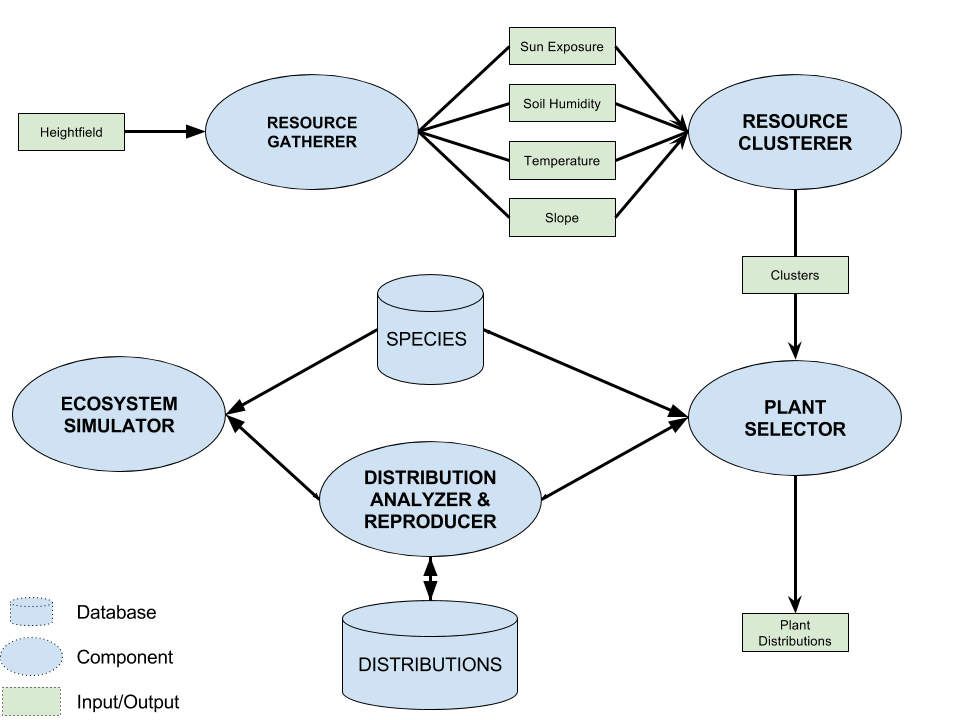 Sun Exposure
Soil Humidity
Temperature
Slope
Heightfield
RESOURCE
GATHERER
RESOURCE
CLUSTERER
Clusters
SPECIES
ECOSYSTEM
SIMULATOR
PLANT
SELECTOR
DISTRIBUTION
ANALYZER &
REPRODUCER
DISTRIBUTIONS
Plant
Distributions
Database
Component
Input/Output